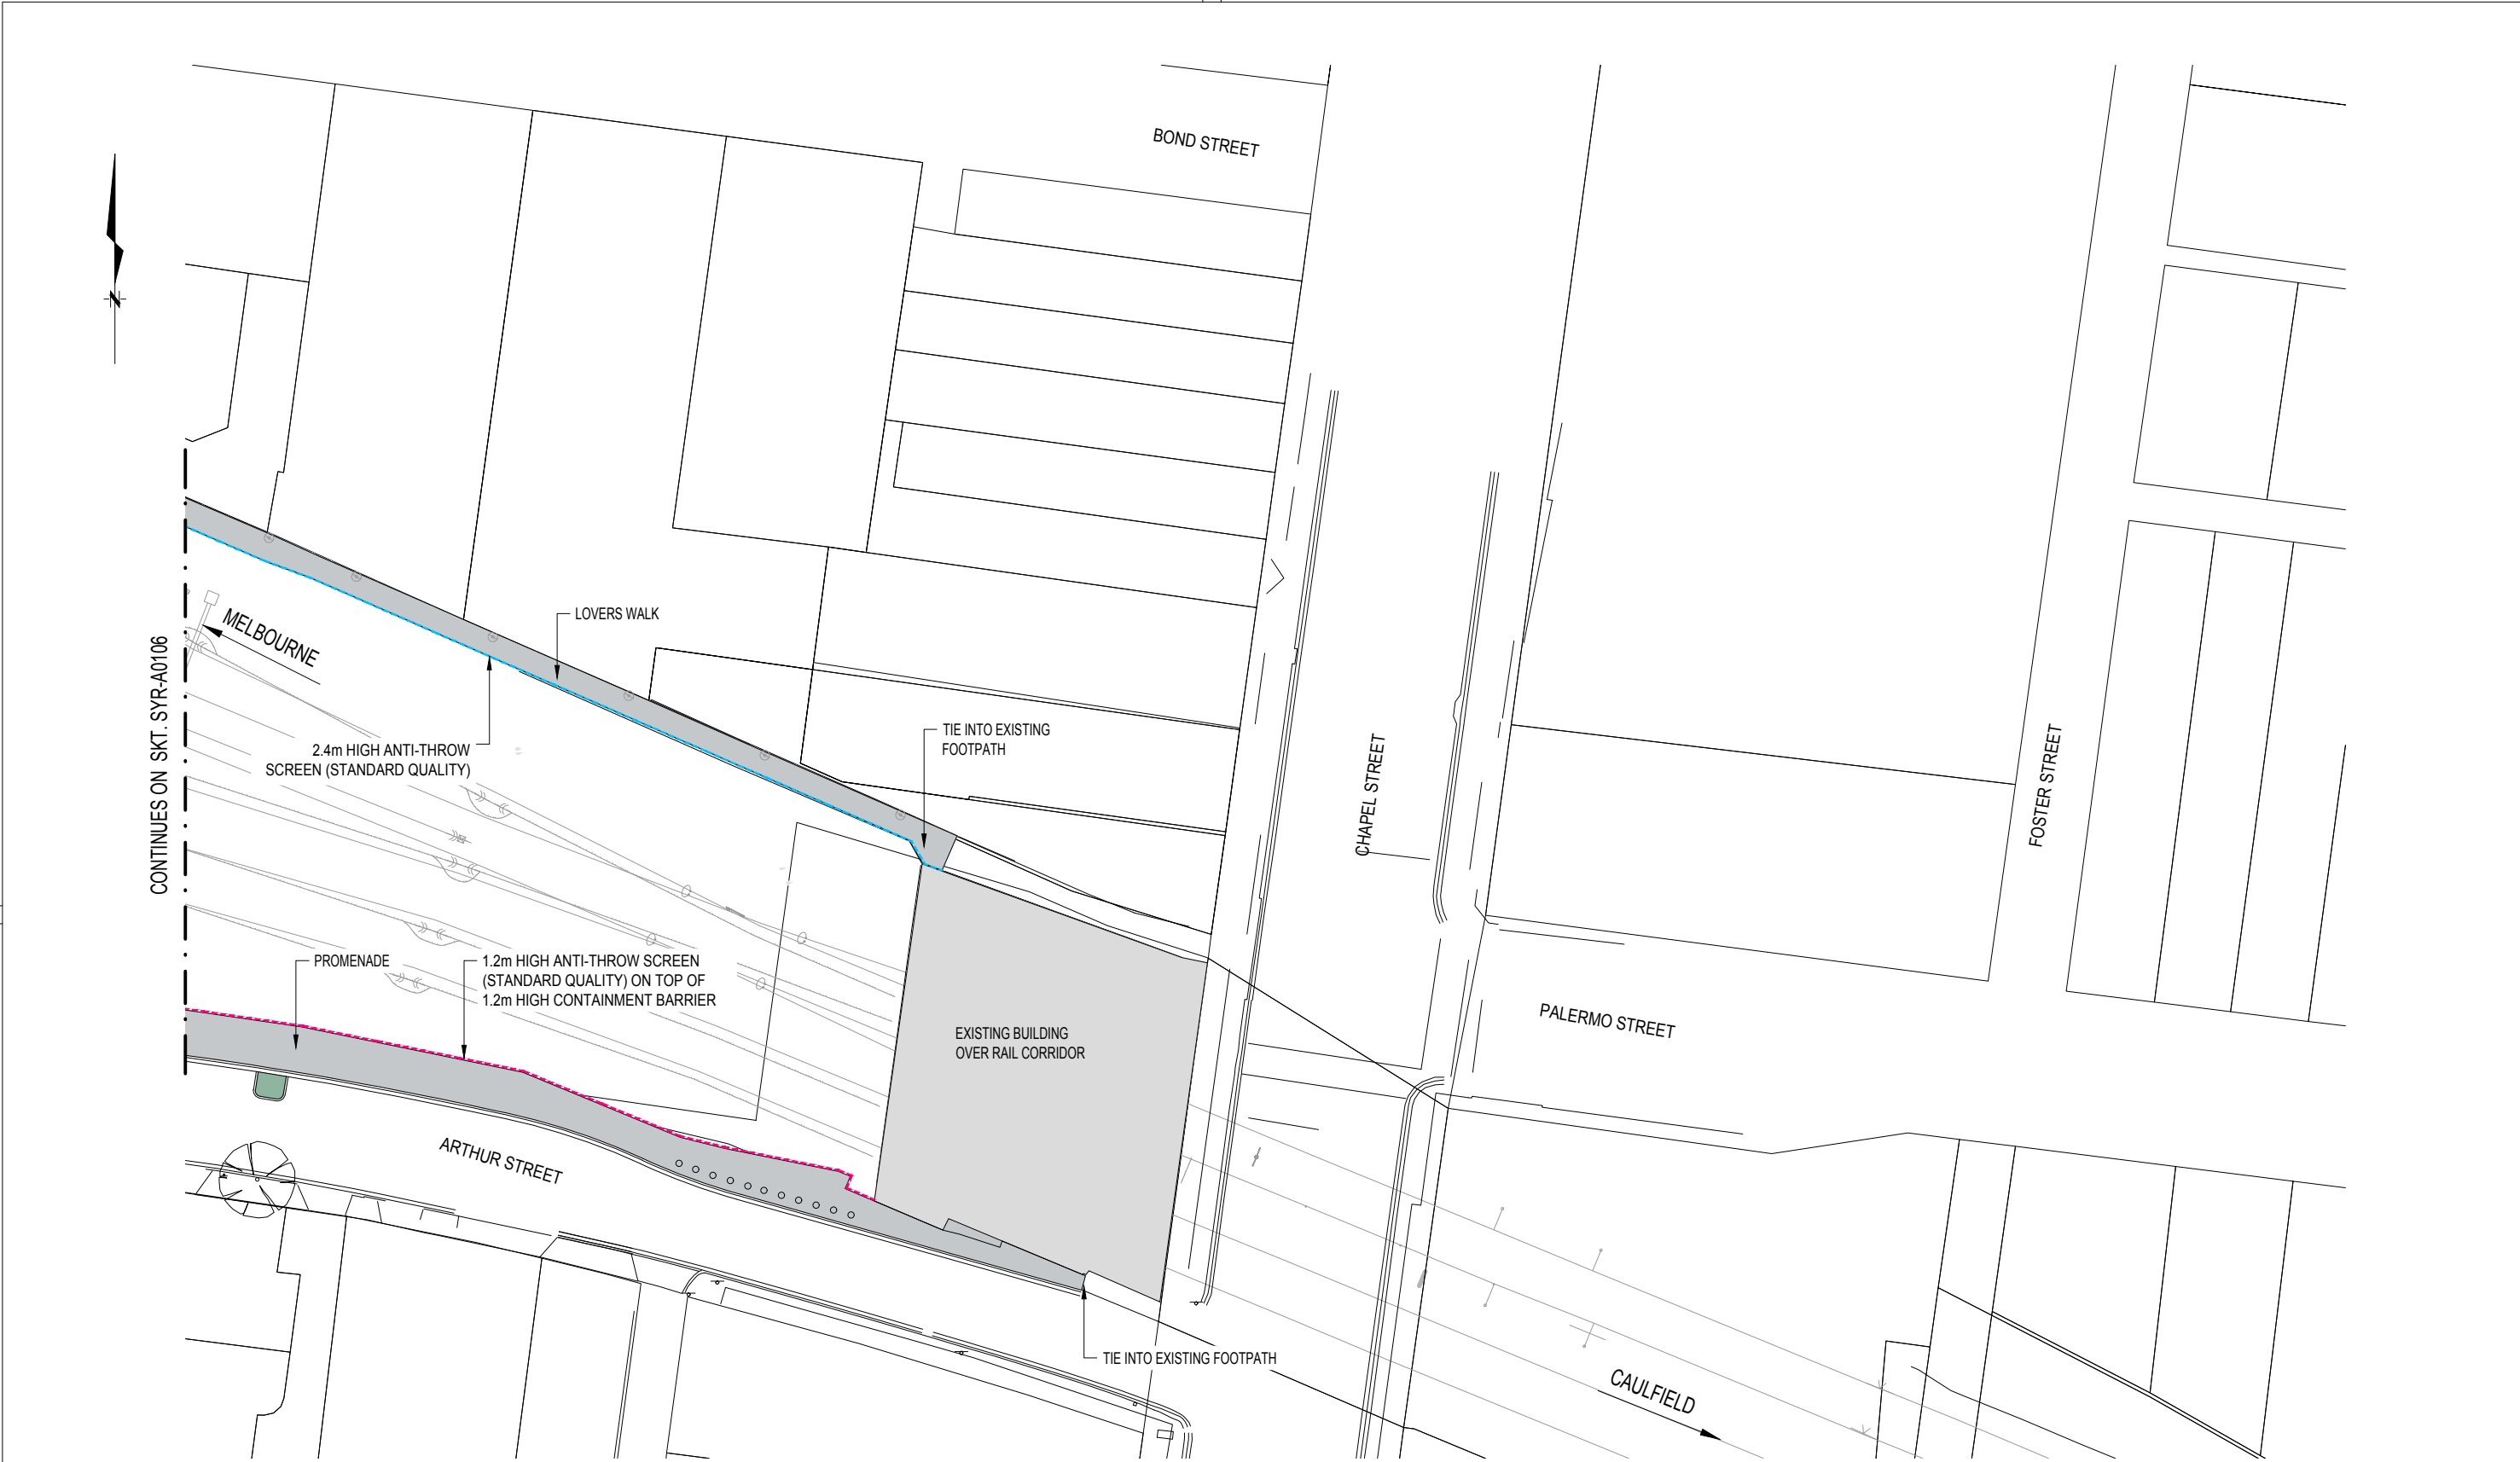 BOND STREET
MELBOURNE
LOVERS WALK
CONTINUES ON SKT. SYR-A0106
2.4m HIGH ANTI-THROW
SCREEN (STANDARD QUALITY)
TIE INTO EXISTING
FOOTPATH
CHAPEL STREET
FOSTER STREET
PROMENADE
1.2m HIGH ANTI-THROW SCREEN
(STANDARD QUALITY) ON TOP OF
1.2m HIGH CONTAINMENT BARRIER
EXISTING BUILDING
OVER RAIL CORRIDOR
PALERMO STREET
ARTHUR STREET
TIE INTO EXISTING FOOTPATH
CAULFIELD